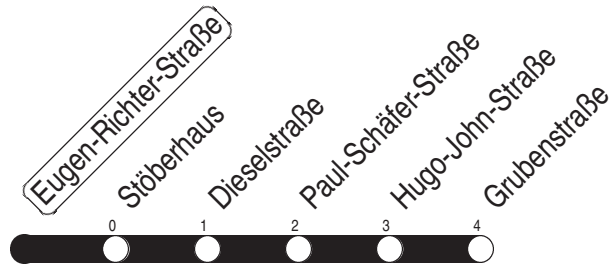 Eugen-Richter-Straße
Stöberhaus
Dieselstraße
Paul-Schäfer-Straße
Hugo-John-Straße
Grubenstraße
0 1 2 3 4